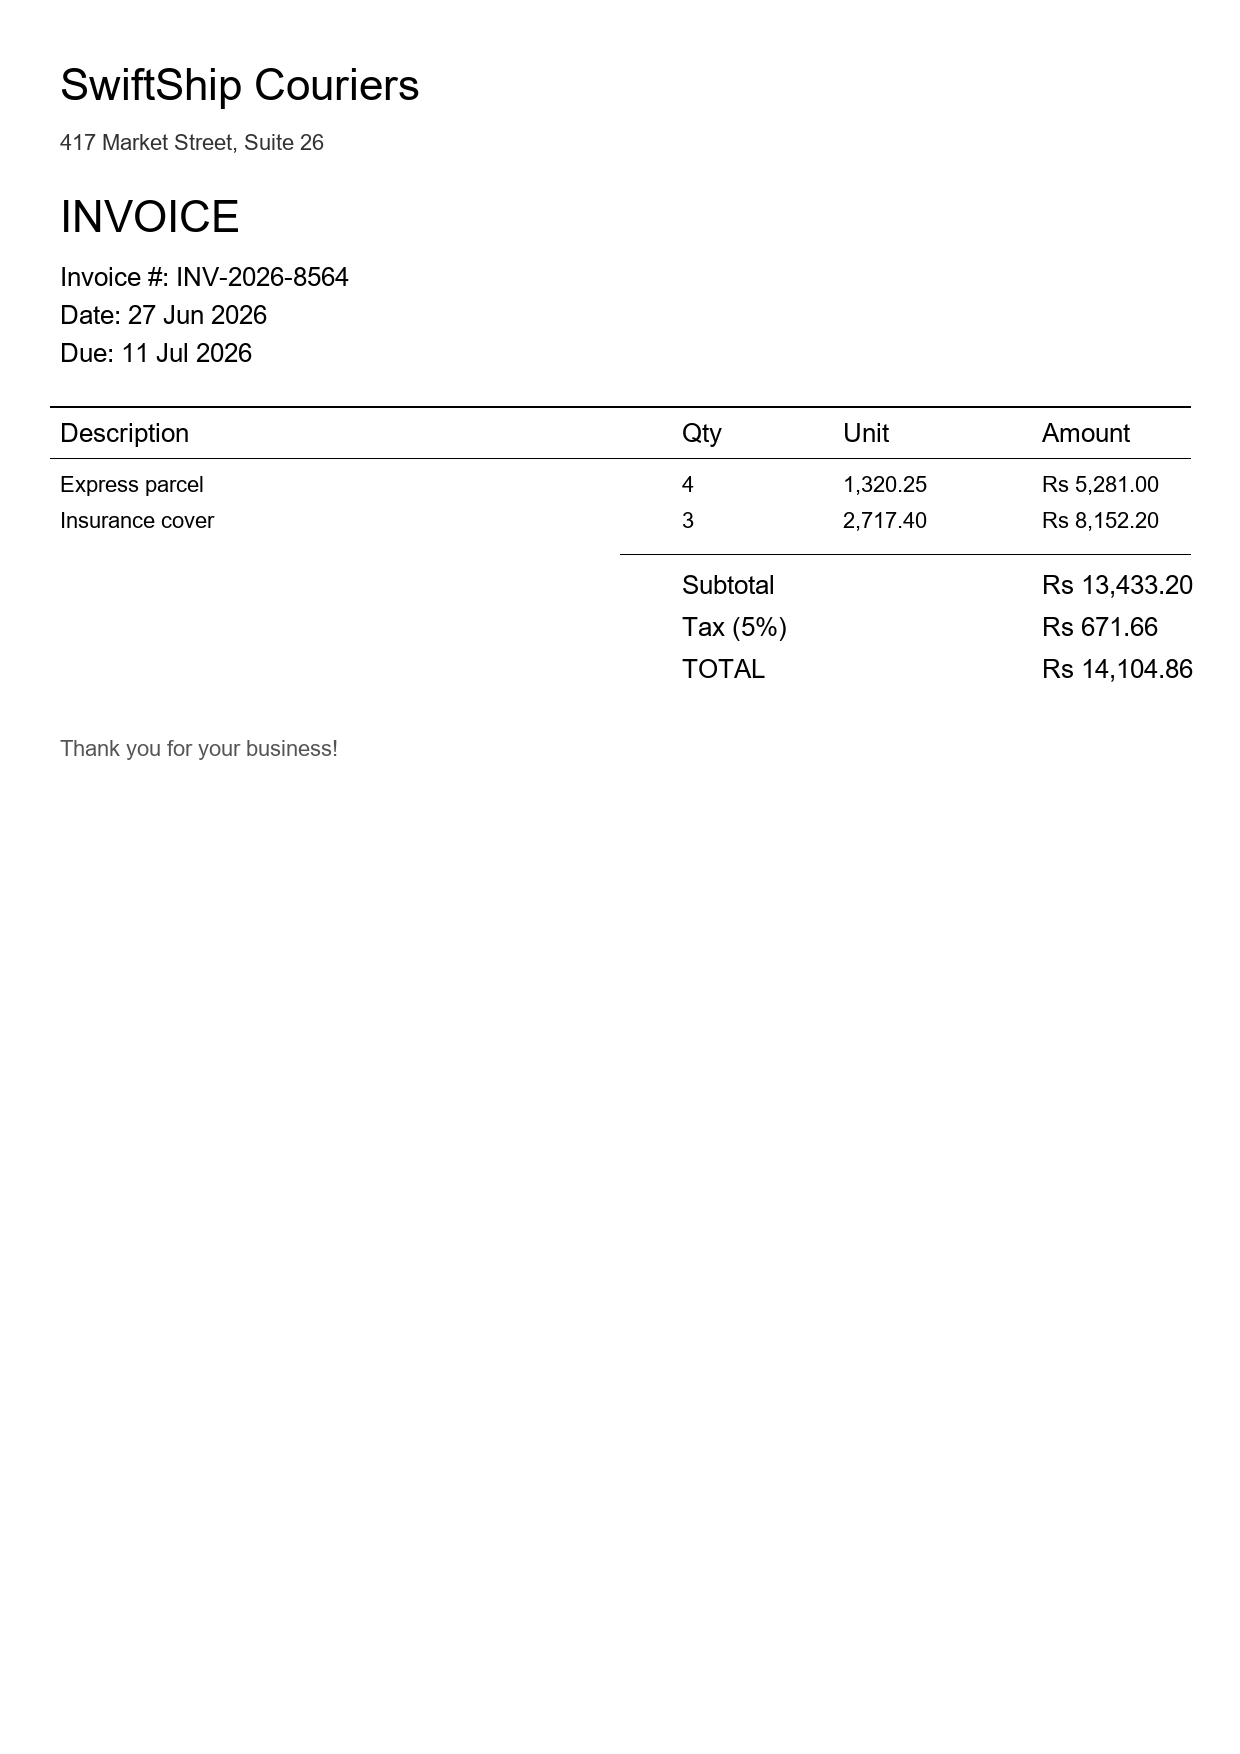 SwiftShip Couriers
417 Market Street, Suite 26
INVOICE
Invoice #: INV-2026-8564
Date: 27 Jun 2026
Due: 11 Jul 2026
Description Qty Unit Amount
Express parcel 4 1,320.25 Rs 5,281.00
Insurance cover 3 2,717.40 Rs 8,152.20
Subtotal Rs 13,433.20
Tax (5%) Rs 671.66
TOTAL Rs 14,104.86
Thank you for your business!